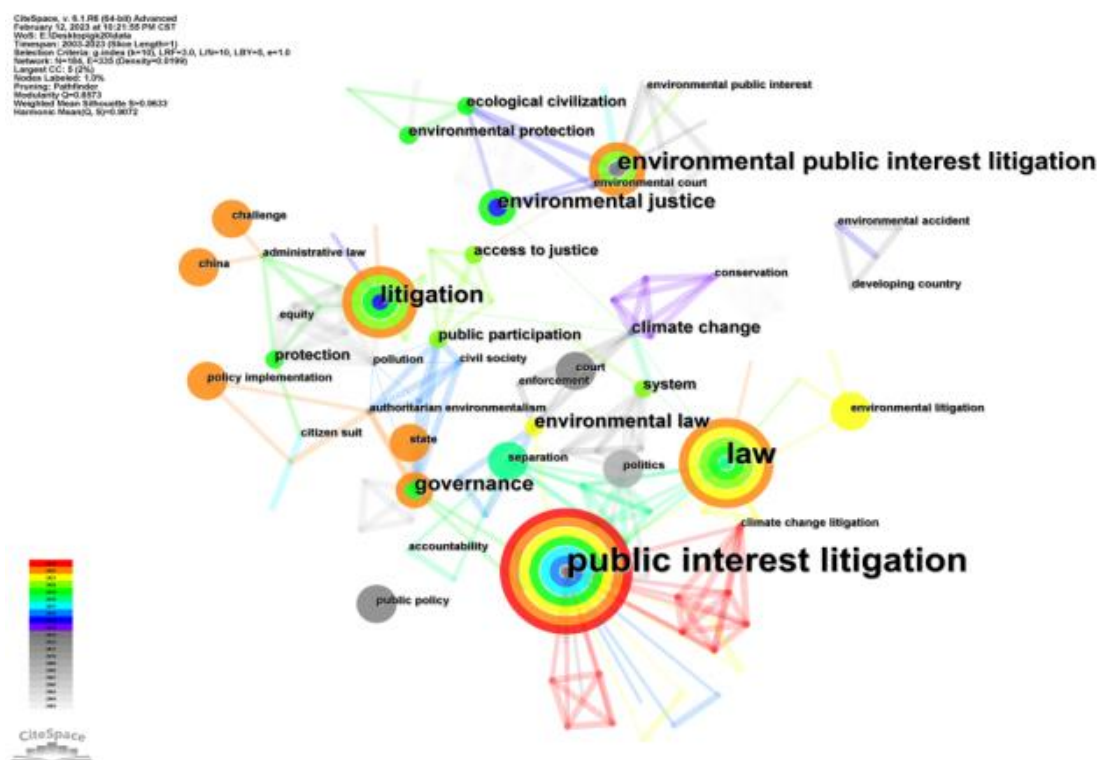 CiteSpace, v. 6.1.R6 (64-bit) Advanced
February 12, 2023 at 10:21:55 PM CST
WoS: E:\Desktop\gk20\data
Timespan: 2003-2023 (Slice Length=1)
Selection Criteria: g-index (k=10), LRF=3.0, L/N=10, LBY=5, e=1.0
Network: N=184, E=335 (Density=0.0199)
Largest CC: 5 (2%)
Nodes Labeled: 1.0%
Pruning: Pathfinder
Modularity Q=0.8573
Weighted Mean Silhouette S=0.9633
Harmonic Mean(Q, S)=0.9072
environmental public interest
ecological civilization
environmental protection
environmental public interest litigation
environmental court
environmental justice
challenge
environmental accident
administrative law
access to justice
china
conservation
developing country
litigation
equity
climate change
public participation
protection
pollution
civil society
court
policy implementation
enforcement
system
authoritarian environmentalism
environmental litigation
environmental law
citizen suit
state
law
separation
politics
governance
climate change litigation
accountability
public interest litigation
public policy
CiteSpace